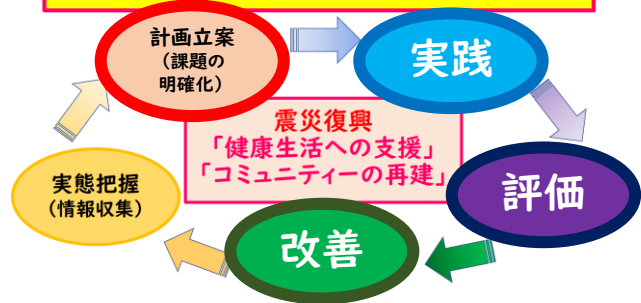 計画立案
(課題の
明確化)
実践
震災復興
「健康生活への支援」
「コミュニティーの再建」
実態把握
(情報収集)
評価
改善